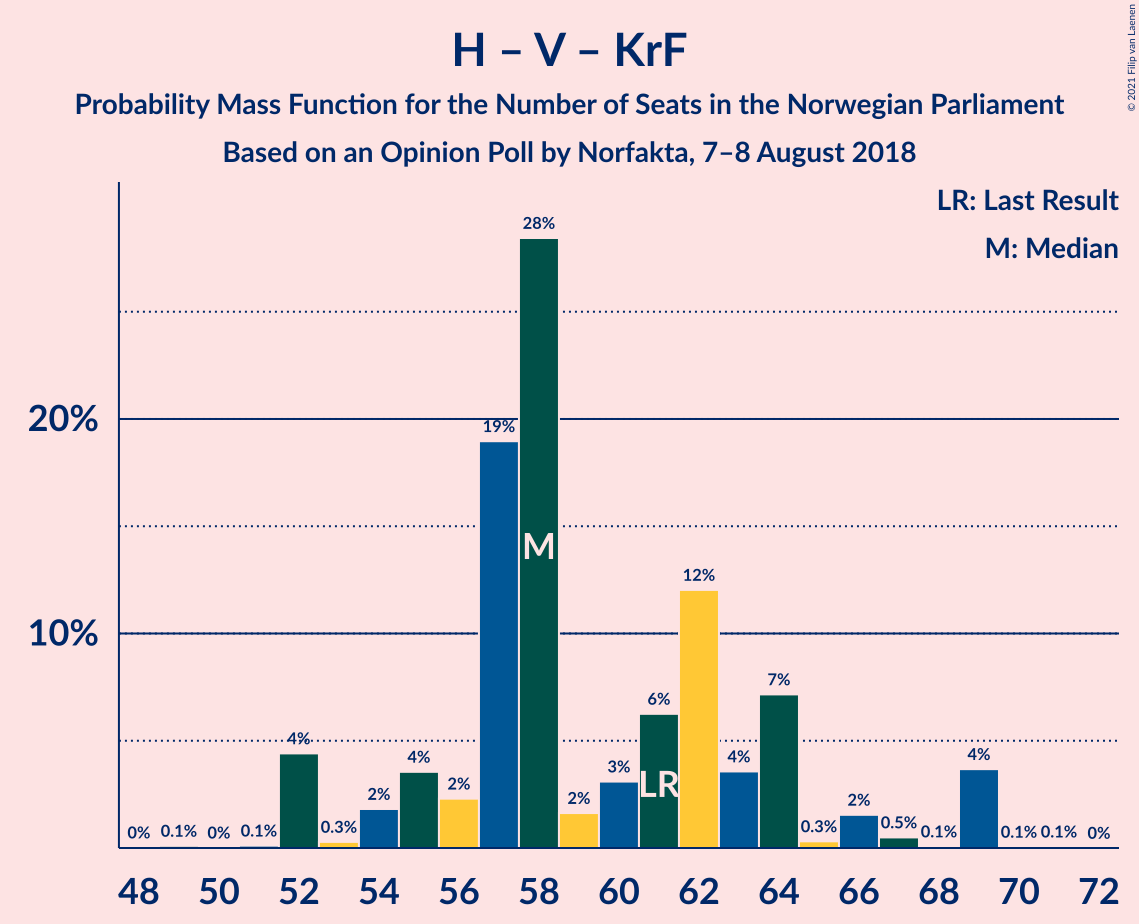 H – V – KrF
Probability Mass Function for the Number of Seats in the Norwegian Parliament
Based on an Opinion Poll by Norfakta, 7–8 August 2018
© 2021 Filip van Laenen
LR: Last Result
M: Median
20%
10%
0% 0.1% 0% 0.1% 4% 0.3% 2% 4% 2% 19% 28% 2% 3% 6% 12% 4% 7% 0.3% 2% 0.5% 0.1% 4% 0.1% 0.1% 0%
M
LR
48 50 52 54 56 58 60 62 64 66 68 70 72